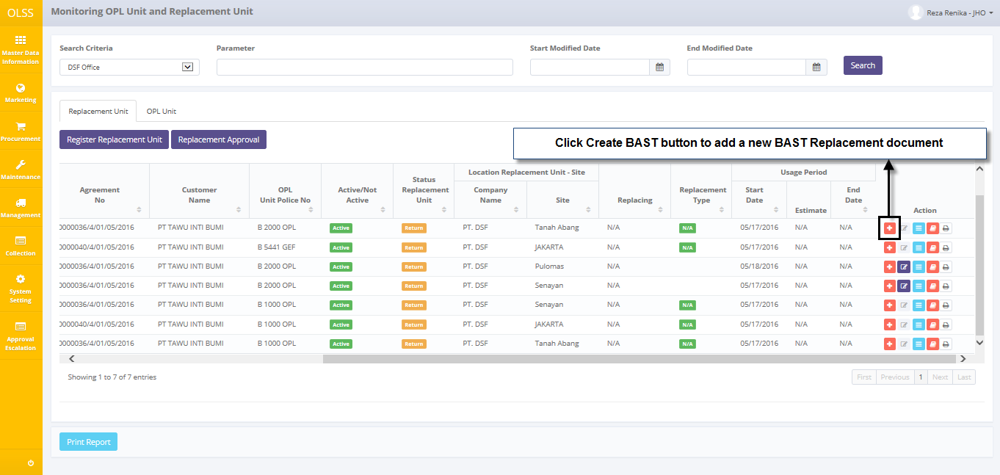 OLSS
Monitoring OPL Unit and Replacement Unit
Reza Renika - JHO
Master Data
Information
Marketing
Procurement
Maintenance
Management
Collection
System
Setting
Approval
Escalation
Search Criteria
Parameter
Start Modified Date
End Modified Date
DSF Office
Search
Replacement Unit
OPL Unit
Register Replacement Unit
Replacement Approval
Click Create BAST button to add a new BAST Replacement document
Agreement
No
Customer
Name
OPL
Unit Police No
Active/Not
Active
Status
Replacement
Unit
Location Replacement Unit - Site
Company
Name
Site
Replacing
Replacement
Type
Usage Period
Start
Date
Estimate
End
Date
Action
0000036/4/01/05/2016 PT TAWU INTI BUMI B 2000 OPL Active Return PT. DSF Tanah Abang N/A N/A 05/17/2016 N/A N/A
0000040/4/01/05/2016 PT TAWU INTI BUMI B 5441 GEF Active Return PT. DSF JAKARTA N/A N/A 05/17/2016 N/A N/A
0000036/4/01/05/2016 PT TAWU INTI BUMI B 2000 OPL Active Return PT. DSF Pulomas N/A 05/18/2016 N/A N/A
0000036/4/01/05/2016 PT TAWU INTI BUMI B 2000 OPL Active Return PT. DSF Senayan N/A 05/17/2016 N/A N/A
0000036/4/01/05/2016 PT TAWU INTI BUMI B 1000 OPL Active Return PT. DSF Senayan N/A N/A 05/17/2016 N/A N/A
0000040/4/01/05/2016 PT TAWU INTI BUMI B 1000 OPL Active Return PT. DSF JAKARTA N/A N/A 05/17/2016 N/A N/A
0000036/4/01/05/2016 PT TAWU INTI BUMI B 1000 OPL Active Return PT. DSF Tanah Abang N/A N/A 05/17/2016 N/A N/A
Showing 1 to 7 of 7 entries
First Previous 1 Next Last
Print Report